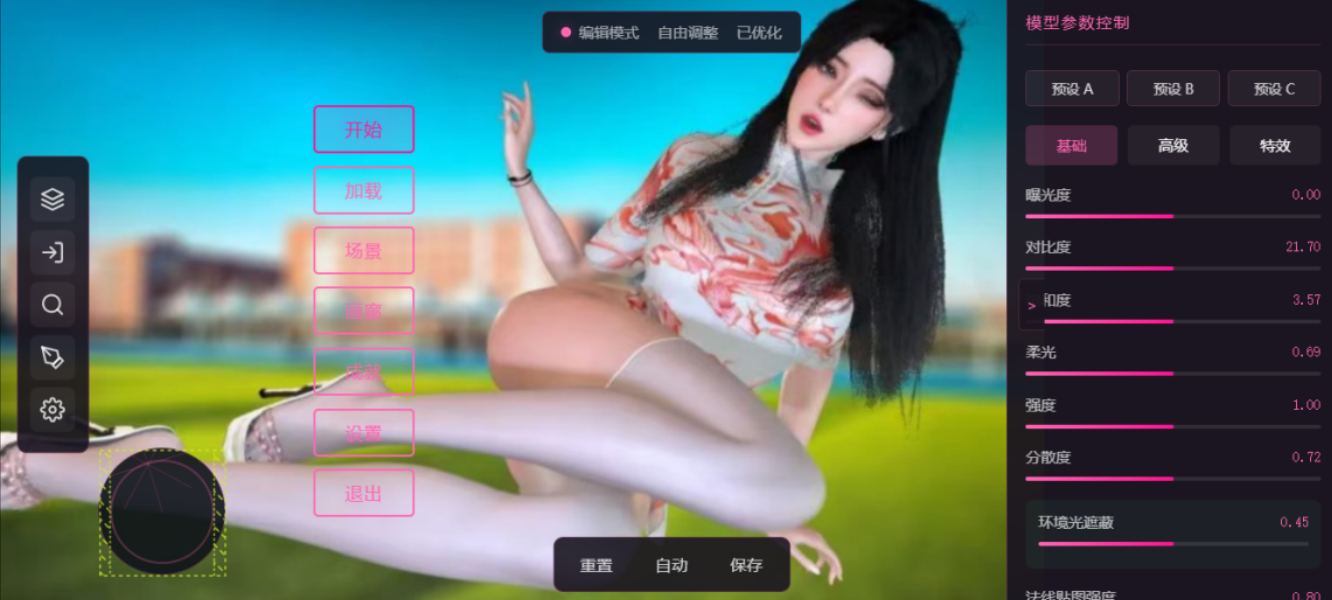 编辑模式 自由调整 已优化
开始
加载
场景
画廊
成就
设置
退出
重置 自动 保存
模型参数控制
预设 A 预设 B 预设 C
基础 高级 特效
曝光度 0.00
对比度 21.70
> 和度 3.57
柔光 0.69
强度 1.00
分散度 0.72
环境光遮蔽 0.45
法线贴图强度 0.80